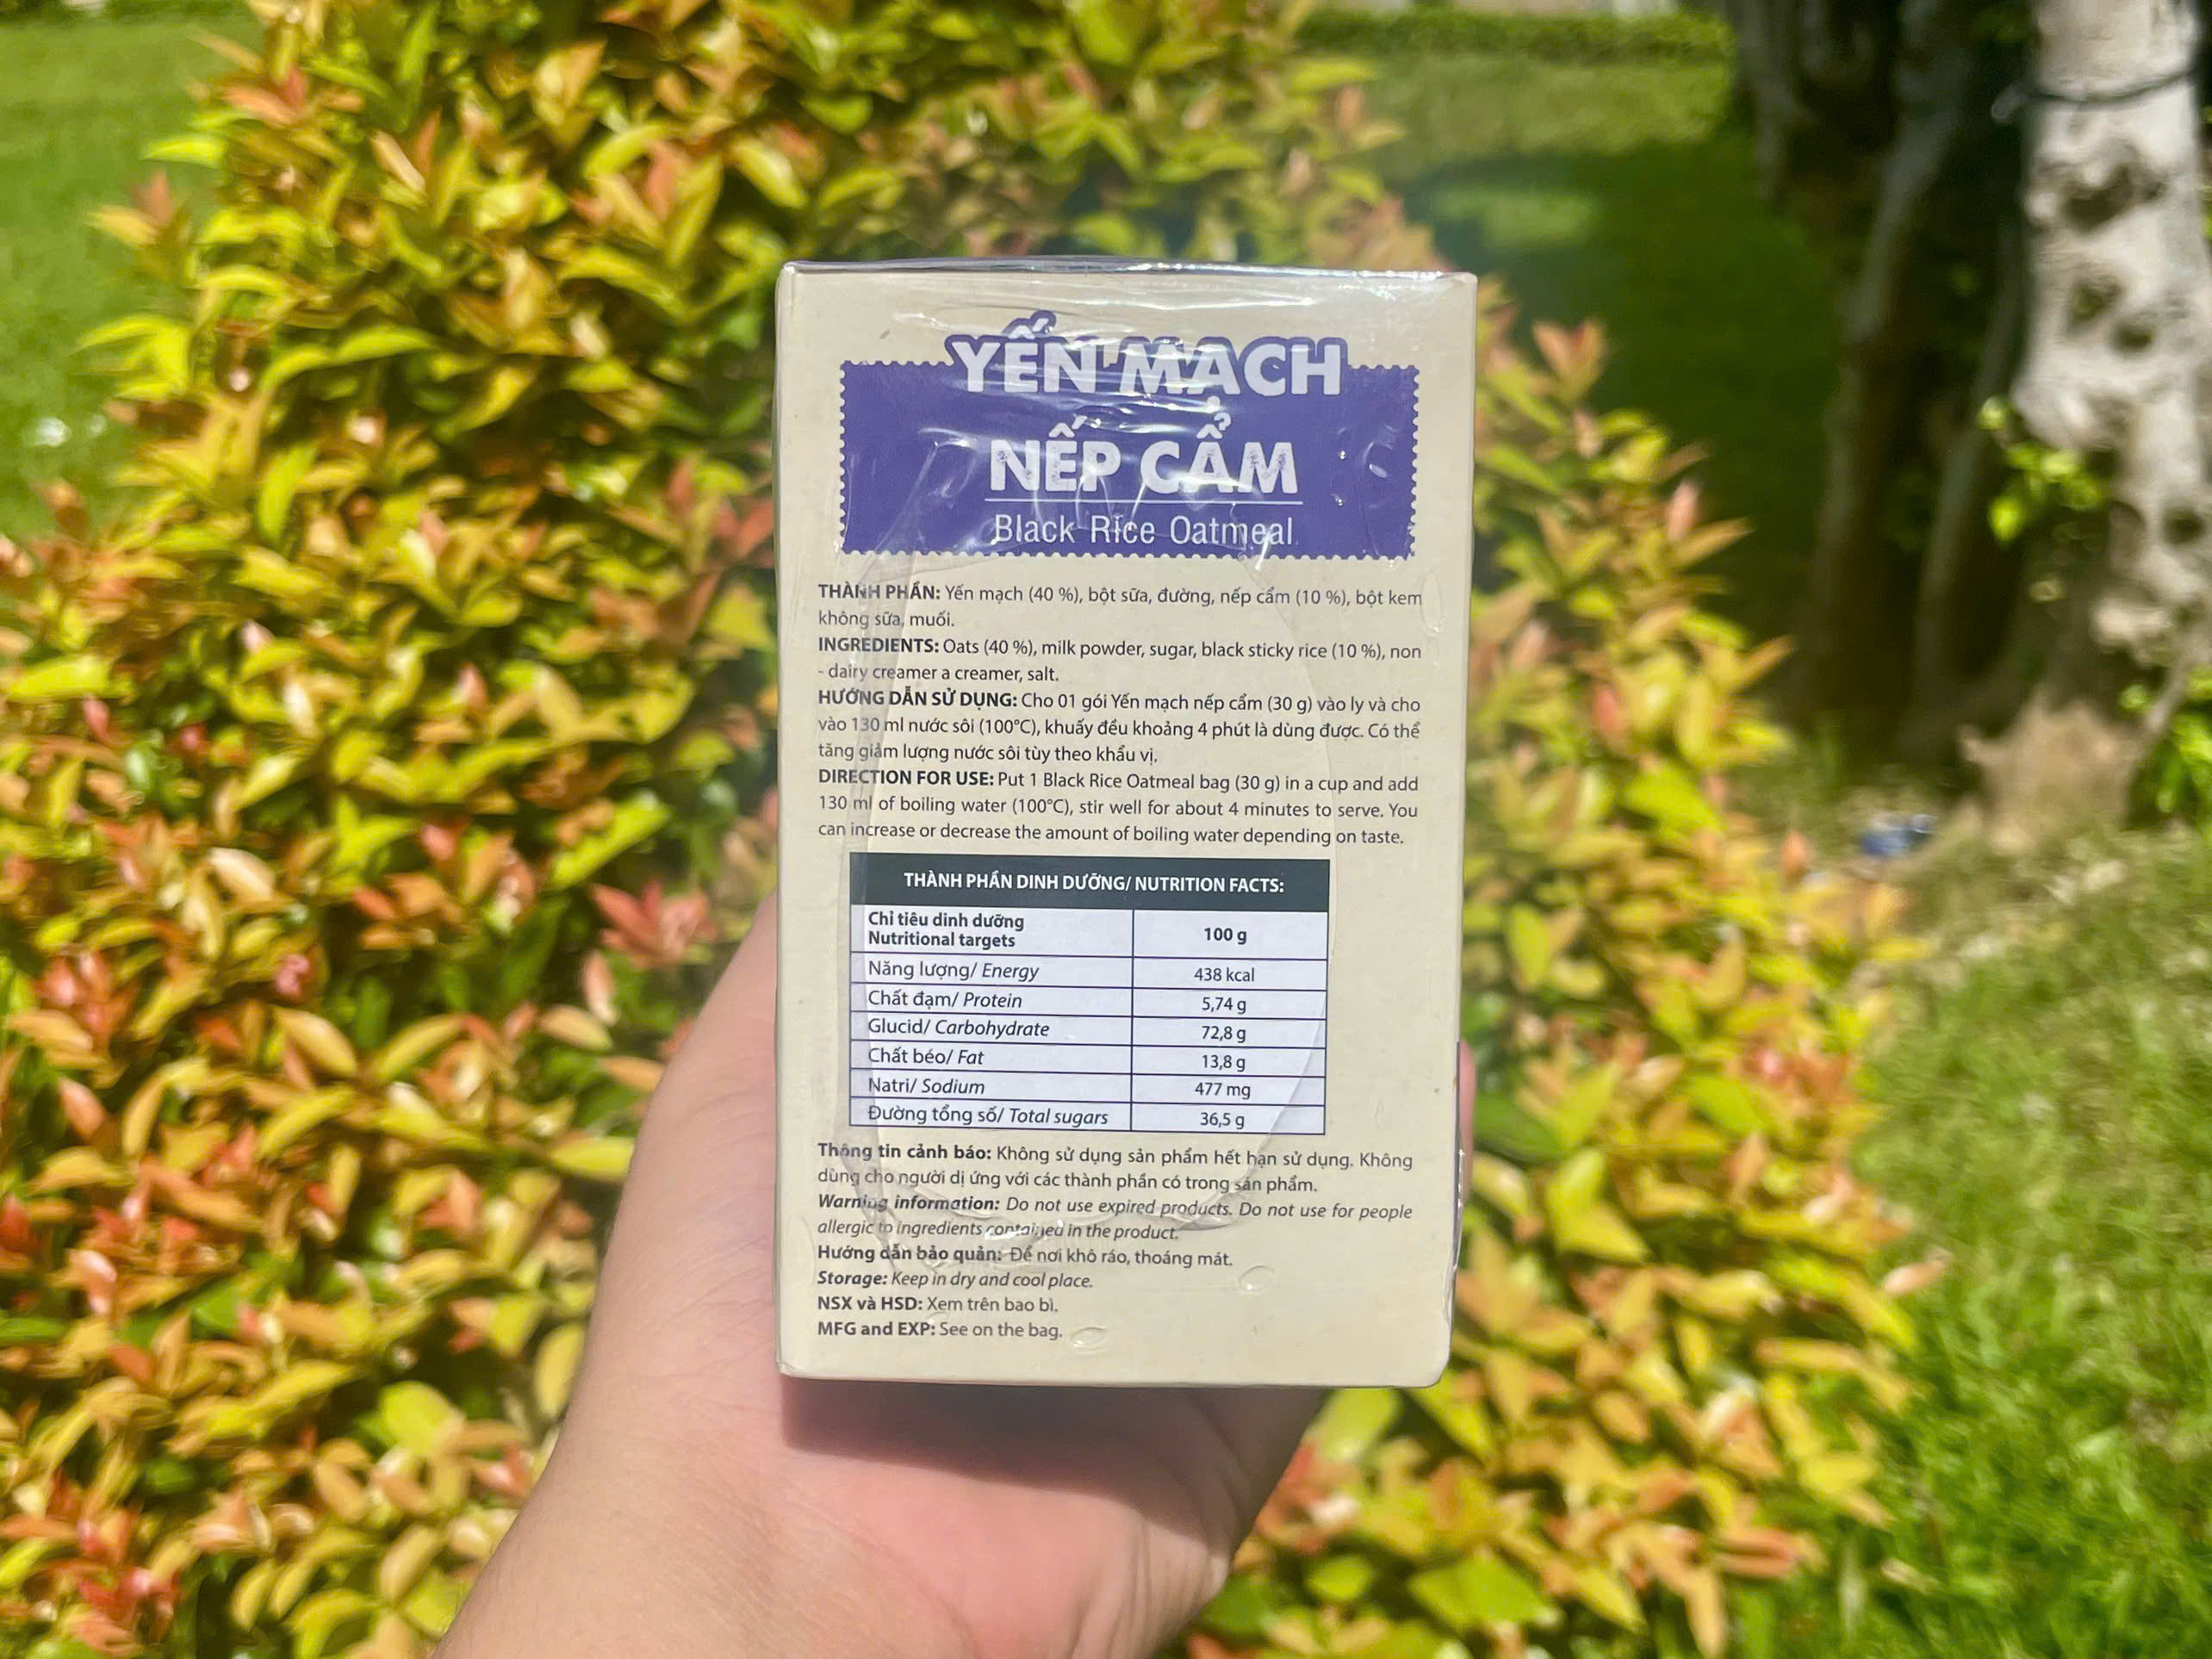 YẾN MẠCH
NẾP CẨM
Black Rice Oatmeal
THÀNH PHẦN: Yến mạch (40 %), bột sữa, đường, nếp cẩm (10 %), bột kem
không sữa, muối.
INGREDIENTS: Oats (40 %), milk powder, sugar, black sticky rice (10 %), non
- dairy creamer a creamer, salt.
HƯỚNG DẪN SỬ DỤNG: Cho 01 gói Yến mạch nếp cẩm (30 g) vào ly và cho
vào 130 ml nước sôi (100°C), khuấy đều khoảng 4 phút là dùng được. Có thể
tăng giảm lượng nước sôi tùy theo khẩu vị.
DIRECTION FOR USE: Put 1 Black Rice Oatmeal bag (30 g) in a cup and add
130 ml of boiling water (100°C), stir well for about 4 minutes to serve. You
can increase or decrease the amount of boiling water depending on taste.
THÀNH PHẦN DINH DƯỠNG/ NUTRITION FACTS:
Chỉ tiêu dinh dưỡng
Nutritional targets 100 g
Năng lượng/ Energy 438 kcal
Chất đạm/ Protein 5,74 g
Glucid/ Carbohydrate 72,8 g
Chất béo/ Fat 13,8 g
Natri/ Sodium 477 mg
Đường tổng số/ Total sugars 36,5 g
Thông tin cảnh báo: Không sử dụng sản phẩm hết hạn sử dụng. Không
dùng cho người dị ứng với các thành phần có trong sản phẩm.
Warning information: Do not use expired products. Do not use for people
allergic to ingredients contained in the product.
Hướng dẫn bảo quản: Để nơi khô ráo, thoáng mát.
Storage: Keep in dry and cool place.
NSX và HSD: Xem trên bao bì.
MFG and EXP: See on the bag.